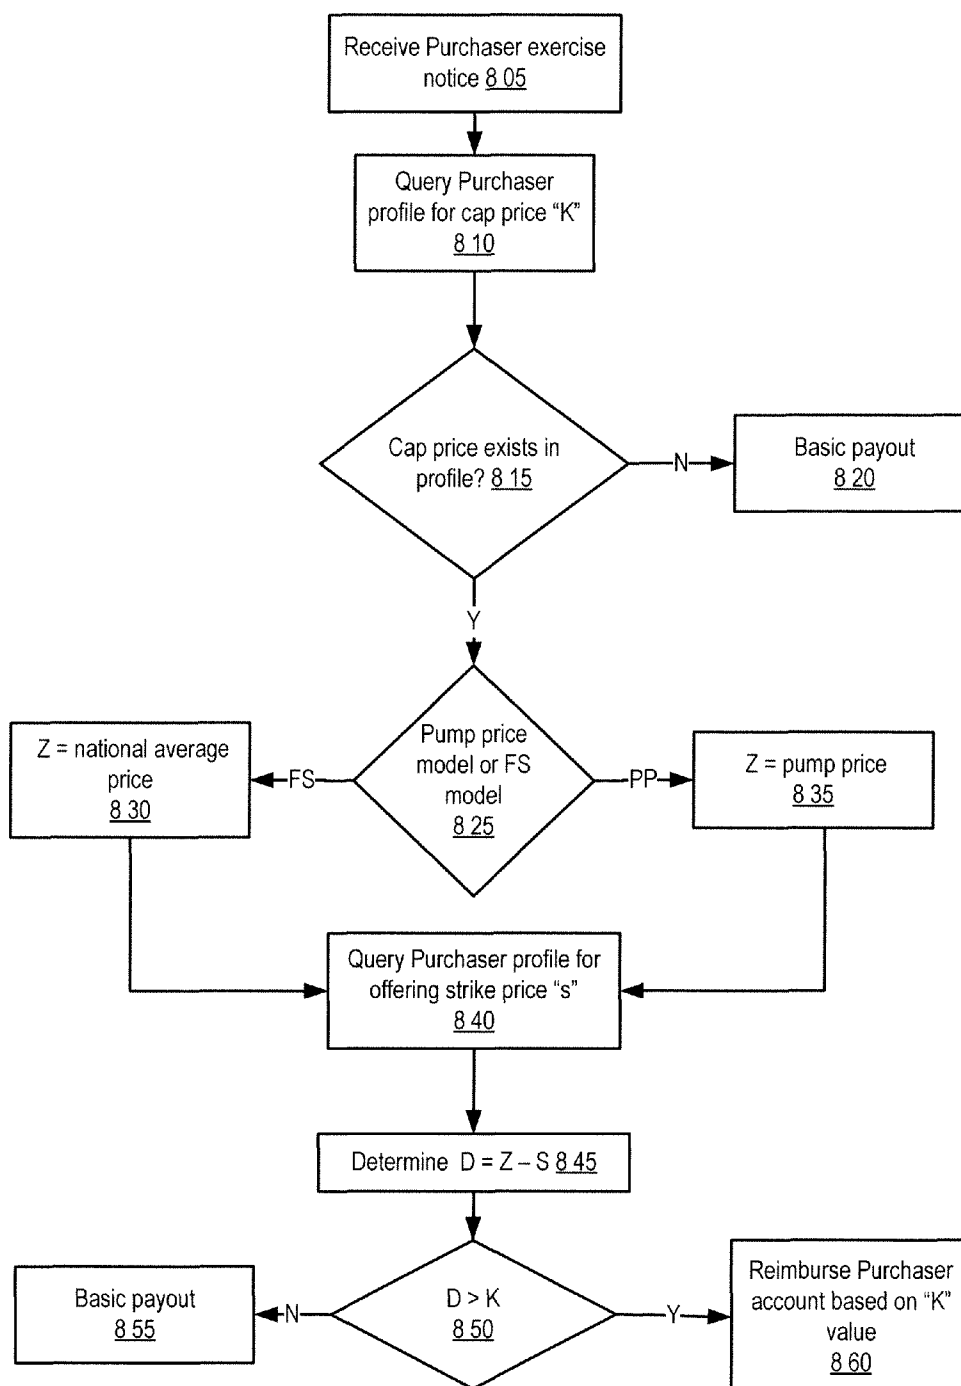 Receive Purchaser exercise
notice 8 05
Query Purchaser
profile for cap price “K”
8 10
Cap price exists in
profile? 8 15
N
Basic payout
8 20
Y
Pump price
model or FS
model
8 25
FS
Z = national average
price
8 30
PP
Z = pump price
8 35
Query Purchaser profile for
offering strike price “s”
8 40
Determine D = Z – S 8 45
D > K
8 50
N
Basic payout
8 55
Y
Reimburse Purchaser
account based on “K”
value
8 60